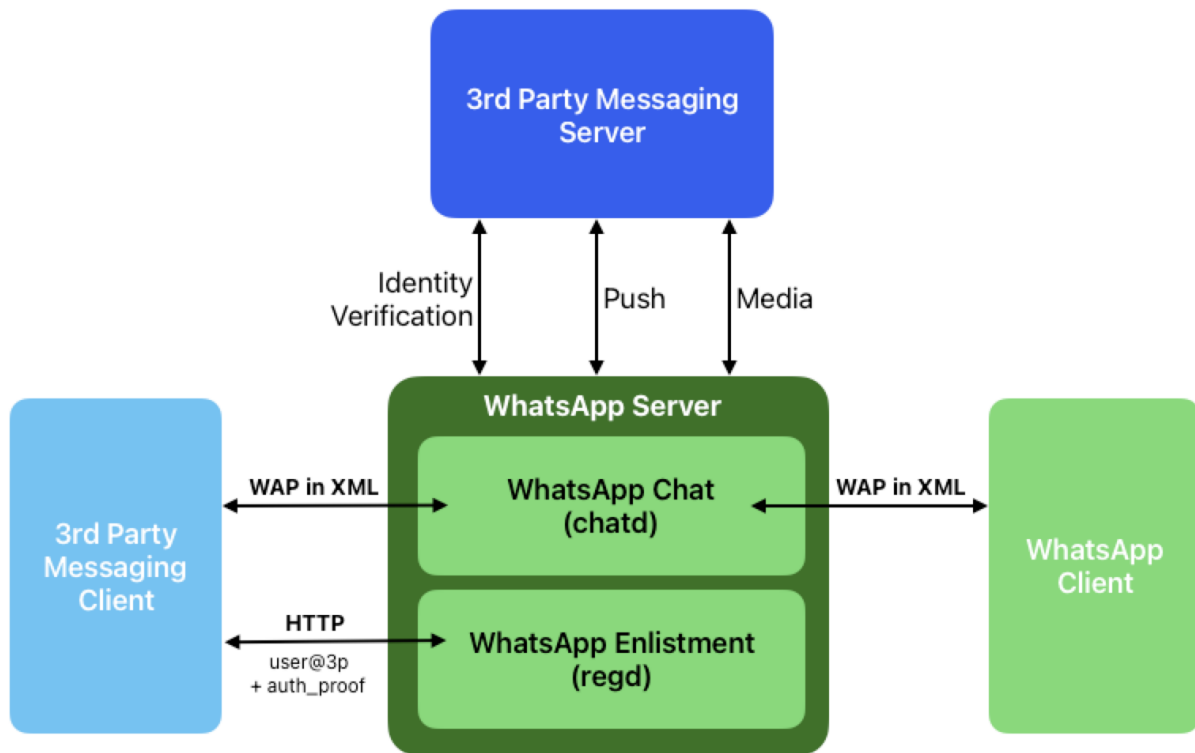 3rd Party Messaging
Server
Identity
Verification
Push
Media
WhatsApp Server
WAP in XML
WhatsApp Chat
(chatd)
WAP in XML
3rd Party
Messaging
Client
WhatsApp
Client
HTTP
user@3p
+ auth_proof
WhatsApp Enlistment
(regd)